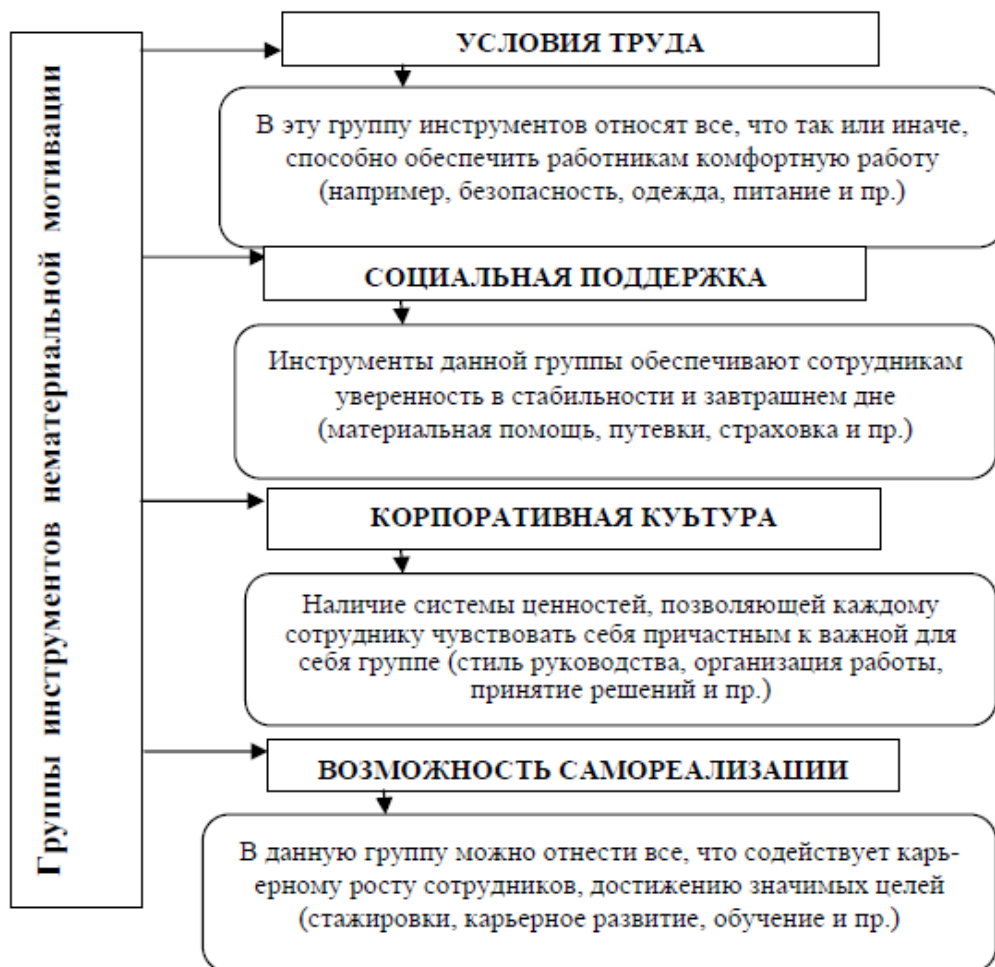 Группы инструментов нематериальной мотивации
УСЛОВИЯ ТРУДА
В эту группу инструментов относят все, что так или иначе,
способно обеспечить работникам комфортную работу
(например, безопасность, одежда, питание и пр.)
СОЦИАЛЬНАЯ ПОДДЕРЖКА
Инструменты данной группы обеспечивают сотрудникам
уверенность в стабильности и завтрашнем дне
(материальная помощь, путевки, страховка и пр.)
КОРПОРАТИВНАЯ КУЬТУРА
Наличие системы ценностей, позволяющей каждому
сотруднику чувствовать себя причастным к важной для
себя группе (стиль руководства, организация работы,
принятие решений и пр.)
ВОЗМОЖНОСТЬ САМОРЕАЛИЗАЦИИ
В данную группу можно отнести все, что содействует карь-
ерному росту сотрудников, достижению значимых целей
(стажировки, карьерное развитие, обучение и пр.)